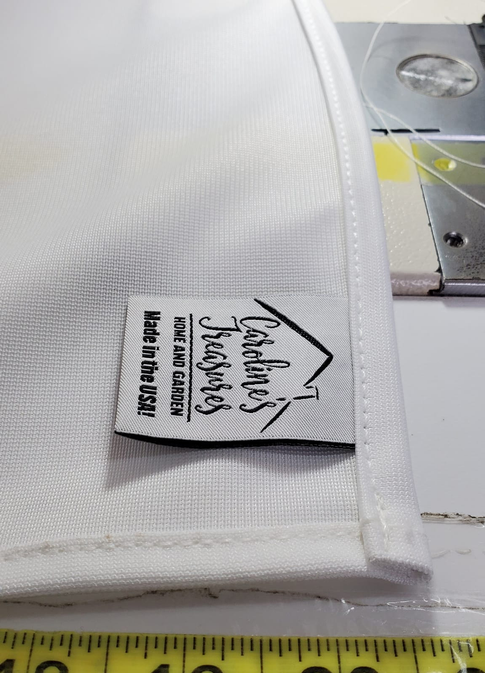 Caroline's
Treasures
HOME AND GARDEN
Made in the USA!